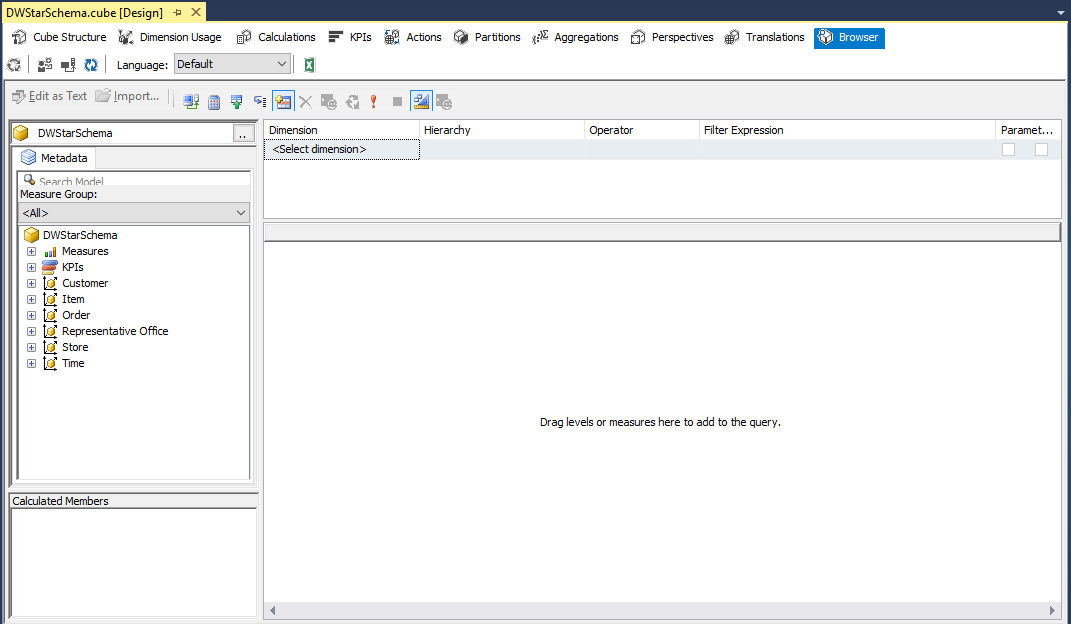 DWStarSchema.cube [Design]
Cube Structure Dimension Usage Calculations KPIs Actions Partitions Aggregations Perspectives Translations Browser
Language: Default
Edit as Text Import...
DWStarSchema ..
Metadata
Search Model
Measure Group:
<All>
DWStarSchema
Measures
KPIs
Customer
Item
Order
Representative Office
Store
Time
Calculated Members
Dimension Hierarchy Operator Filter Expression Paramet...
<Select dimension>
Drag levels or measures here to add to the query.